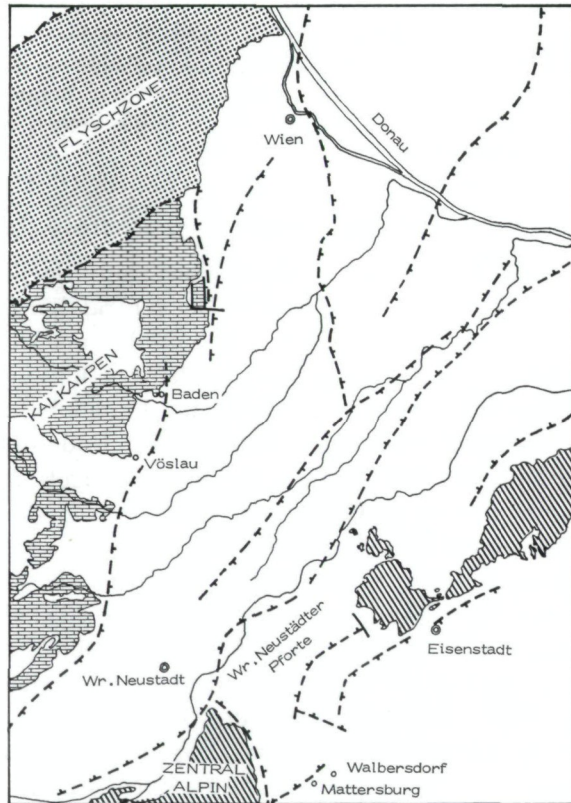 FLYSCHZONE
Wien
Donau
KALKALPEN
Baden
Vöslau
Wr. Neustädter
Pforte
Eisenstadt
Wr. Neustadt
ZENTRAL
ALPIN
Walbersdorf
Mattersburg